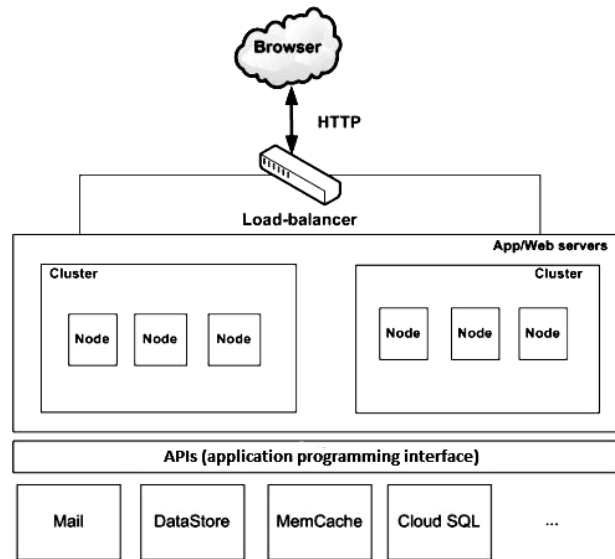 Browser
HTTP
Load-balancer
App/Web servers
Cluster
Cluster
Node Node Node
Node Node Node
APIs (application programming interface)
Mail DataStore MemCache Cloud SQL ...